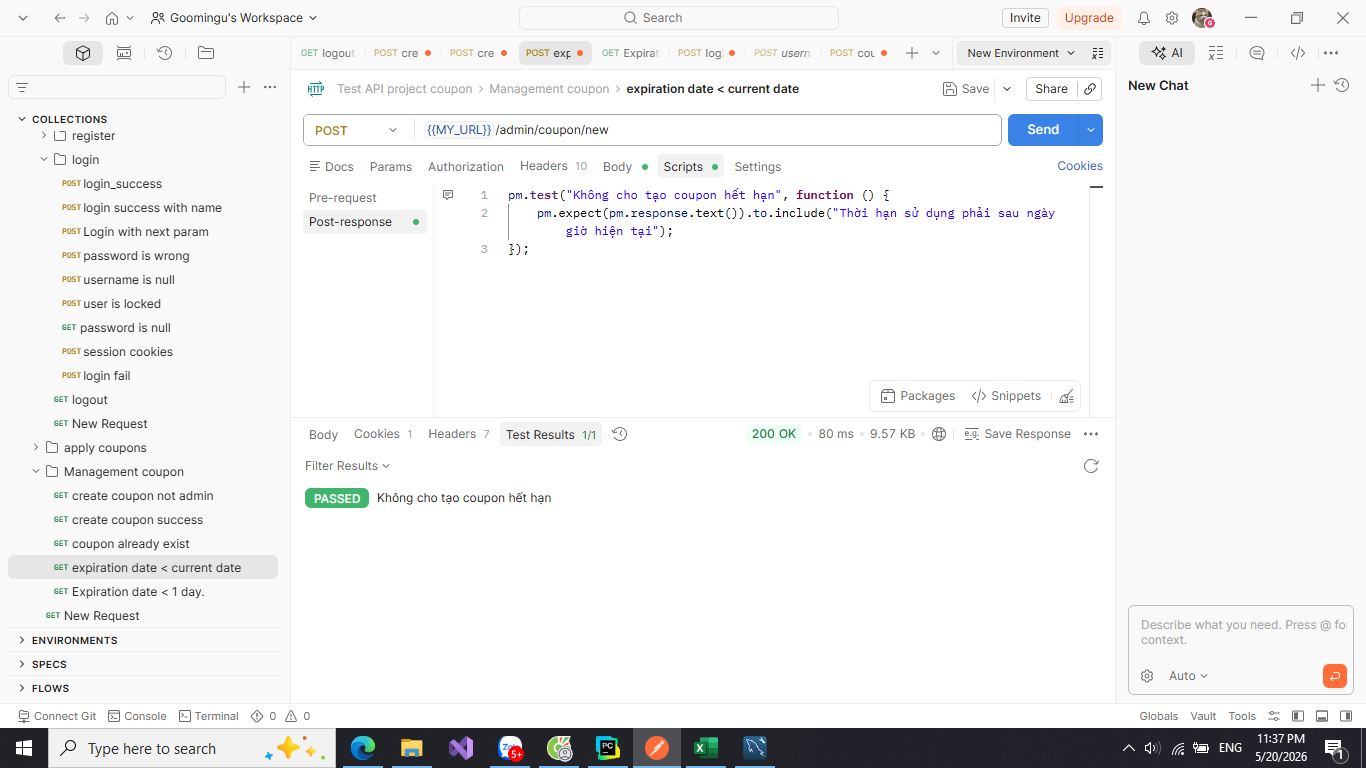 Goomingu's Workspace
Search
Invite
Upgrade
GET logout
POST cre
POST cre
POST exp
GET Expirat
POST log
POST usern
POST cou
New Environment
AI
Test API project coupon > Management coupon > expiration date < current date
Save
Share
New Chat
COLLECTIONS
register
login
POST login_success
POST login success with name
POST Login with next param
POST password is wrong
POST username is null
POST user is locked
GET password is null
POST session cookies
POST login fail
GET logout
GET New Request
apply coupons
Management coupon
GET create coupon not admin
GET create coupon success
GET coupon already exist
GET expiration date < current date
GET Expiration date < 1 day.
GET New Request
ENVIRONMENTS
SPECS
FLOWS
POST
{{MY_URL}} /admin/coupon/new
Send
Docs
Params
Authorization
Headers 10
Body
Scripts
Settings
Cookies
Pre-request
Post-response
1 pm.test("Không cho tạo coupon hết hạn", function () {
2 pm.expect(pm.response.text()).to.include("Thời hạn sử dụng phải sau ngày
giờ hiện tại");
3 });
Packages
Snippets
Body
Cookies 1
Headers 7
Test Results 1/1
200 OK
80 ms
9.57 KB
e.g. Save Response
Filter Results
PASSED Không cho tạo coupon hết hạn
Describe what you need. Press @ for
context.
Auto
Connect Git
Console
Terminal
0
0
Globals
Vault
Tools
Type here to search
Zalo
5+
PC
ENG
11:37 PM
5/20/2026
1